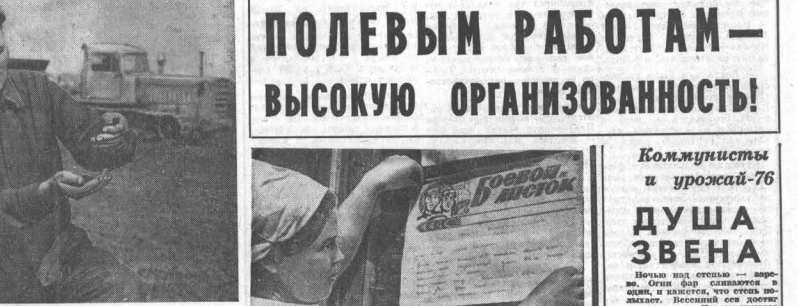 ПОЛЕВЫМ РАБОТАМ—
ВЫСОКУЮ ОРГАНИЗОВАННОСТЬ!
Боевой
листок
Коммунисты
и урожай-76
ДУША
ЗВЕНА
Ночью над степью — заре-
во. Огни фар сливаются в
один, и кажется, что степь по-
лыхает. Весенний сев достиг